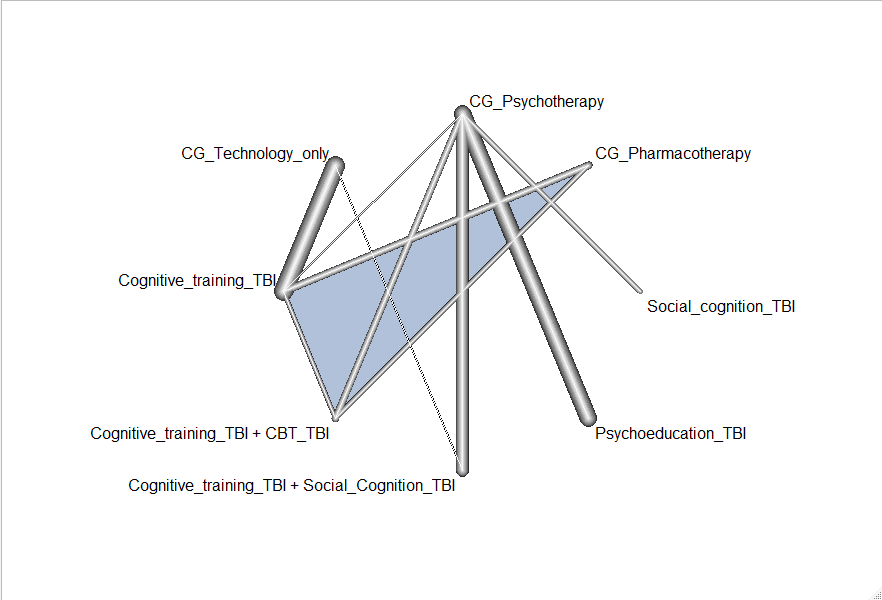 CG_Psychotherapy
CG_Technology_only
CG_Pharmacotherapy
Cognitive_training_TBI
Social_cognition_TBI
Cognitive_training_TBI + CBT_TBI
Psychoeducation_TBI
Cognitive_training_TBI + Social_Cognition_TBI